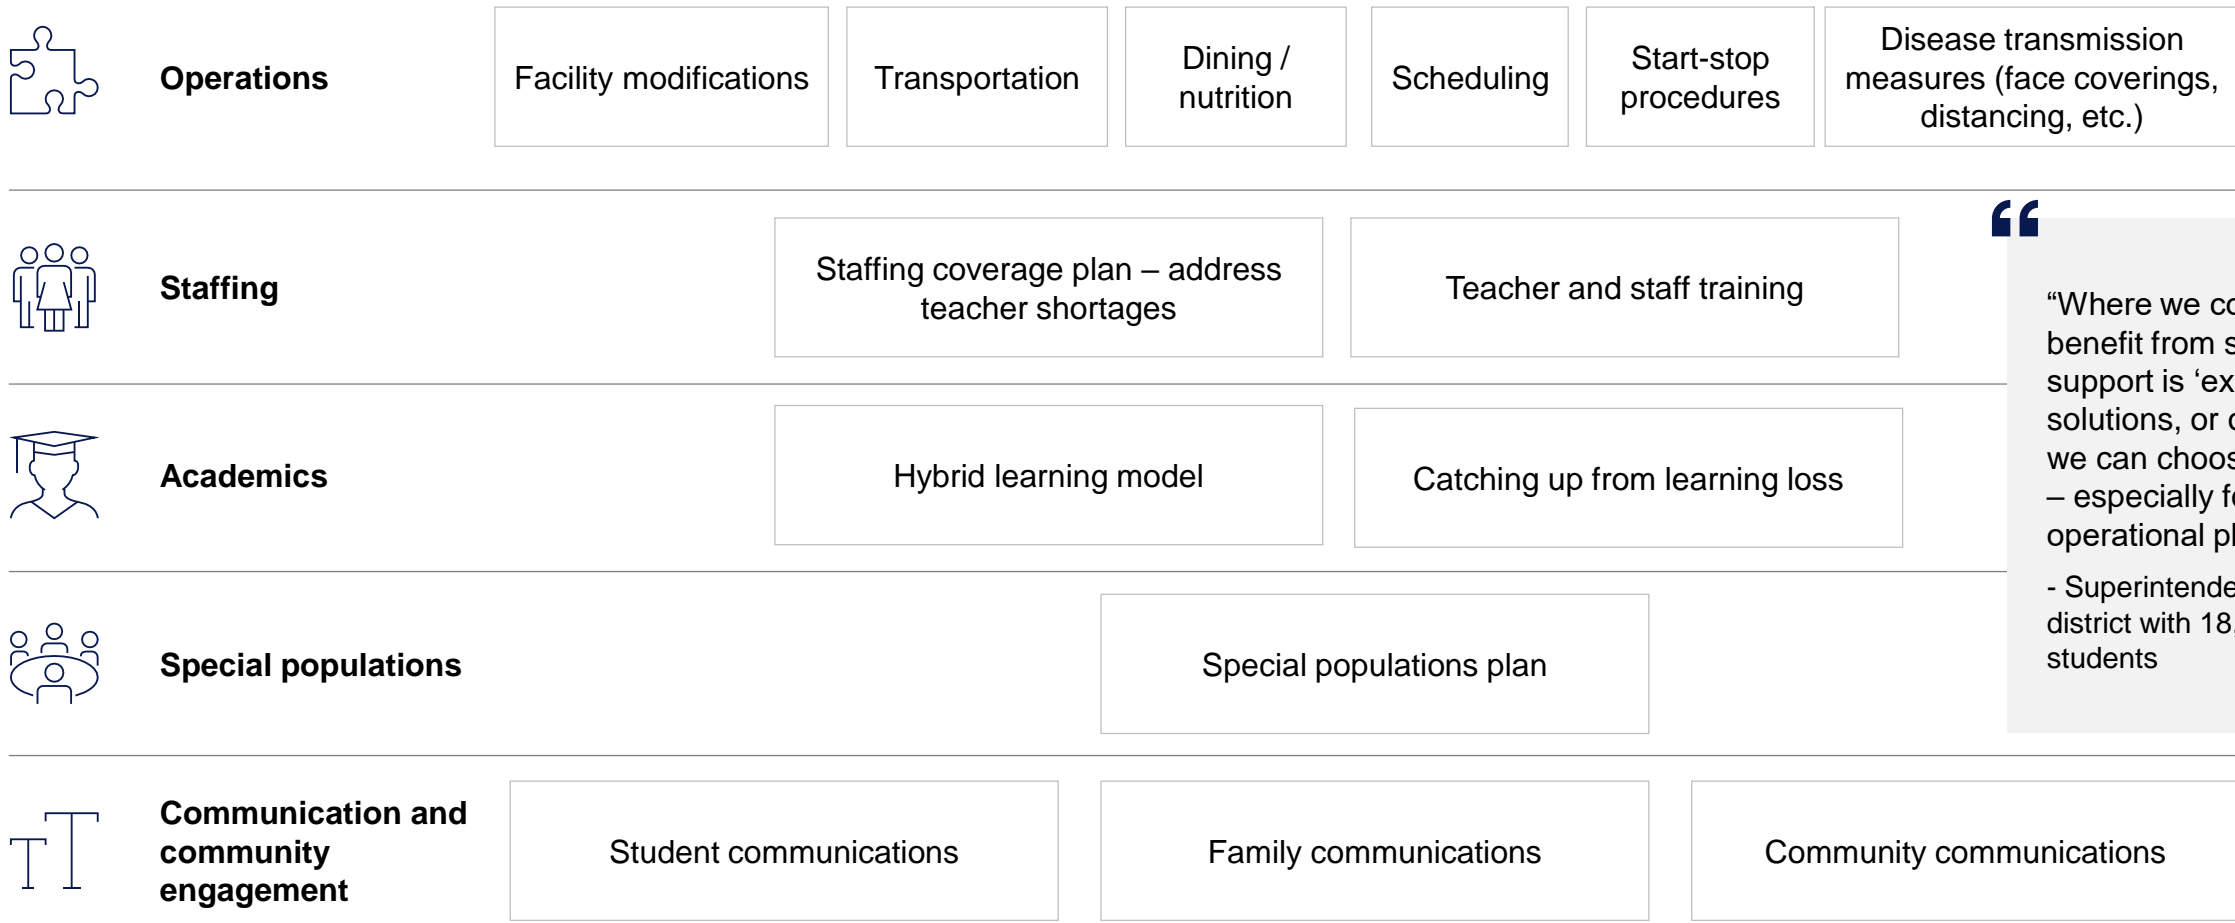 Operations
Facility modifications
Transportation
Dining /
nutrition
Scheduling
Start-stop
procedures
Disease transmission
measures (face coverings,
distancing, etc.)
Staffing
Staffing coverage plan – address
teacher shortages
Teacher and staff training
“Where we
benefit from
support is
solutions, or
we can
– especially
operational
-
district with
students
Academics
Hybrid learning model
Catching up from learning loss
Special populations
Special populations plan
Communication and
community
engagement
Student communications
Family communications
Community communications